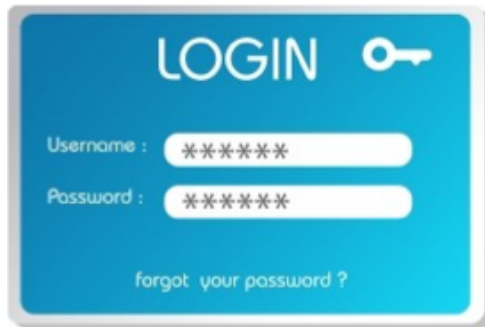 LOGIN
Username : ******
Password : ******
forgot your password ?